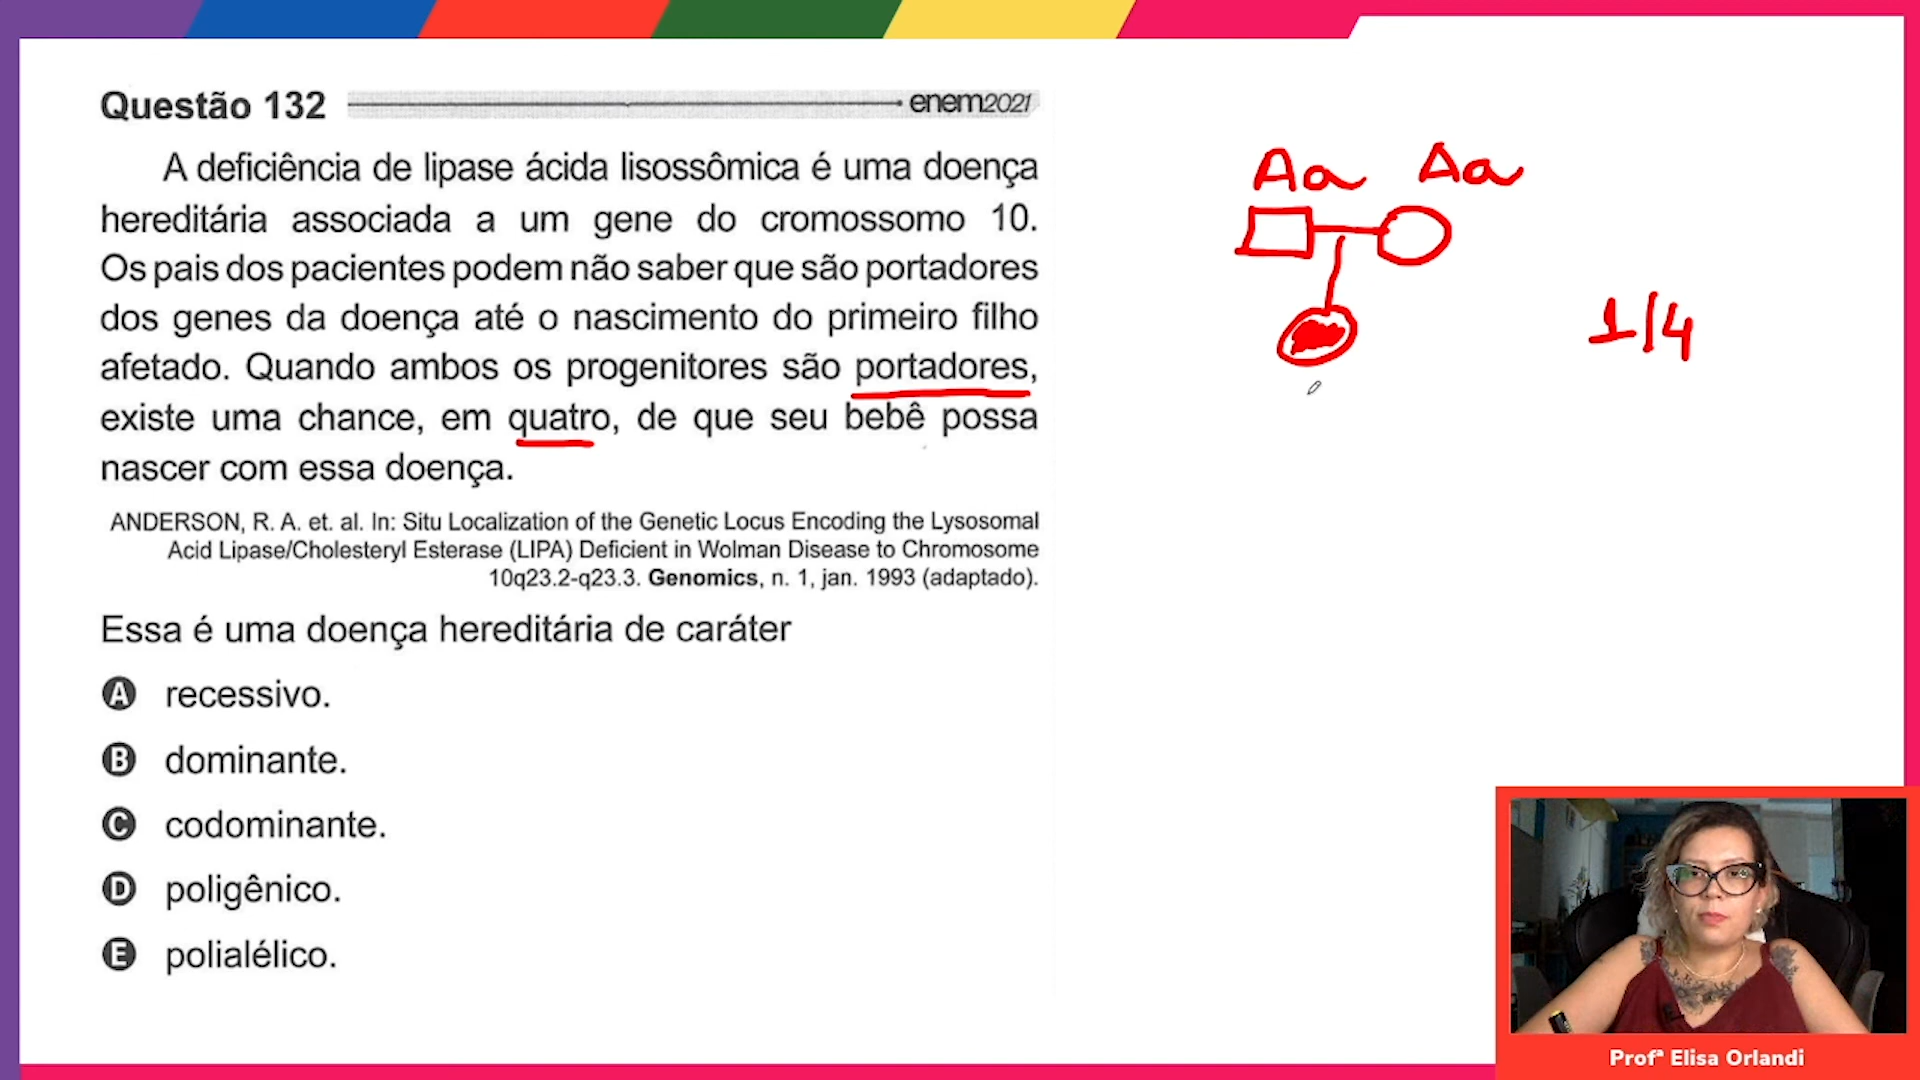 Questão 132
enem2021
A deficiência de lipase ácida lisossômica é uma doença
hereditária associada a um gene do cromossomo 10.
Os pais dos pacientes podem não saber que são portadores
dos genes da doença até o nascimento do primeiro filho
afetado. Quando ambos os progenitores são portadores,
existe uma chance, em quatro, de que seu bebê possa
nascer com essa doença.
ANDERSON, R. A. et. al. In: Situ Localization of the Genetic Locus Encoding the Lysosomal
Acid Lipase/Cholesteryl Esterase (LIPA) Deficient in Wolman Disease to Chromosome
10q23.2-q23.3. Genomics, n. 1, jan. 1993 (adaptado).
Essa é uma doença hereditária de caráter
A recessivo.
B dominante.
C codominante.
D poligênico.
E polialélico.
Aa Aa
1/4
Profª Elisa Orlandi